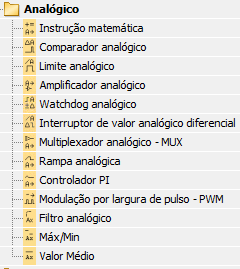 Analógico
Instrução matemática
Comparador analógico
Limite analógico
Amplificador analógico
Watchdog analógico
Interruptor de valor analógico diferencial
Multiplexador analógico - MUX
Rampa analógica
Controlador PI
Modulação por largura de pulso - PWM
Filtro analógico
Máx/Min
Valor Médio